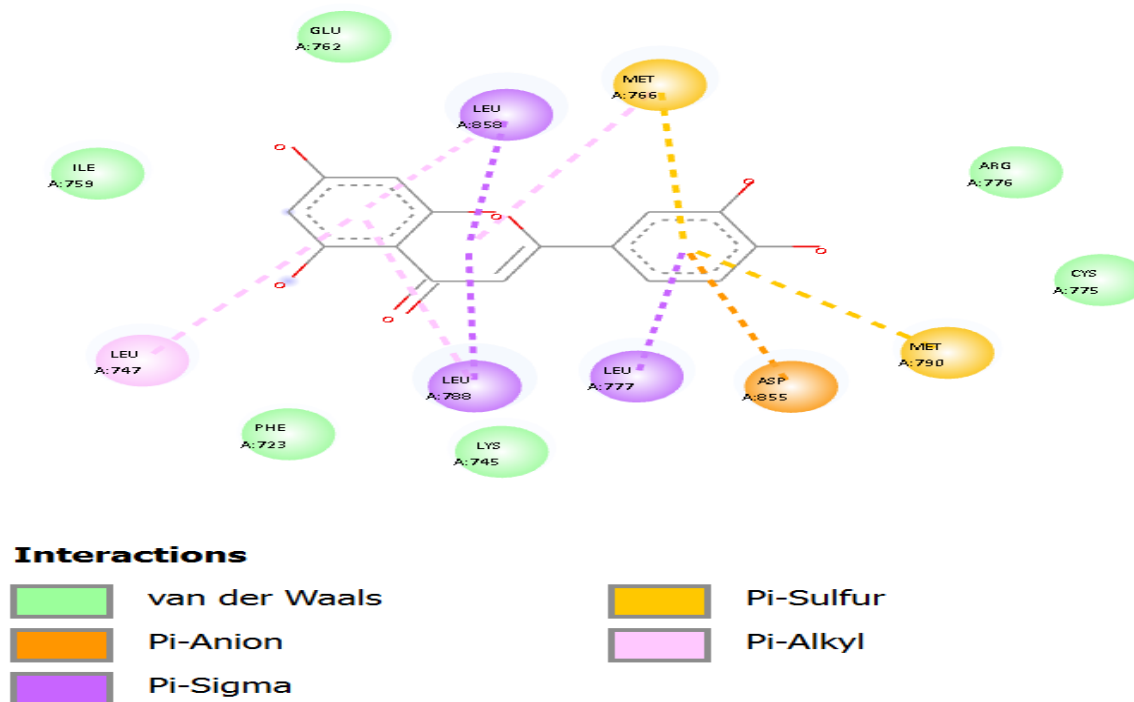 GLU
A:762
MET
A:766
LEU
A:858
O
O
ILE
A:759
ARG
A:776
O
O
CYS
A:775
O
O
LEU
A:747
LEU
A:788
LEU
A:777
ASP
A:855
MET
A:790
PHE
A:723
LYS
A:745
Interactions
van der Waals
Pi-Anion
Pi-Sigma
Pi-Sulfur
Pi-Alkyl